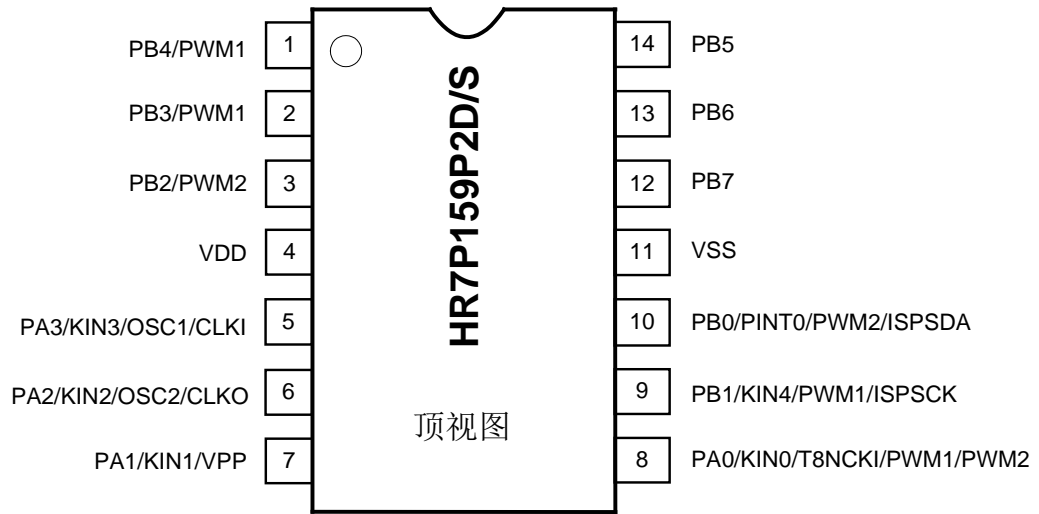 PB4/PWM1 1 14 PB5
PB3/PWM1 2 13 PB6
PB2/PWM2 3 12 PB7
VDD 4 11 VSS
PA3/KIN3/OSC1/CLKI 5 10 PB0/PINT0/PWM2/ISPSDA
PA2/KIN2/OSC2/CLKO 6 9 PB1/KIN4/PWM1/ISPSCK
PA1/KIN1/VPP 7 8 PA0/KIN0/T8NCKI/PWM1/PWM2
HR7P159P2D/S
顶视图